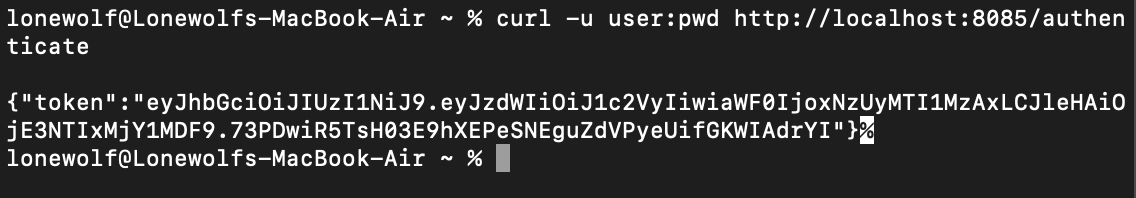 lonewolf@Lonewolfs-MacBook-Air ~ % curl -u user:pwd http://localhost:8085/authen
ticate
{"token":"eyJhbGciOiJIUzI1NiJ9.eyJzdWIiOiJ1c2VyIiwiaWF0IjoxNzUyMTI1MzAxLCJleHAiO
jE3NTIxMjY1MDF9.73PDwiR5TsH03E9hXEPeSNEguZdVPyeUifGKWIAdrYI"}%
lonewolf@Lonewolfs-MacBook-Air ~ %